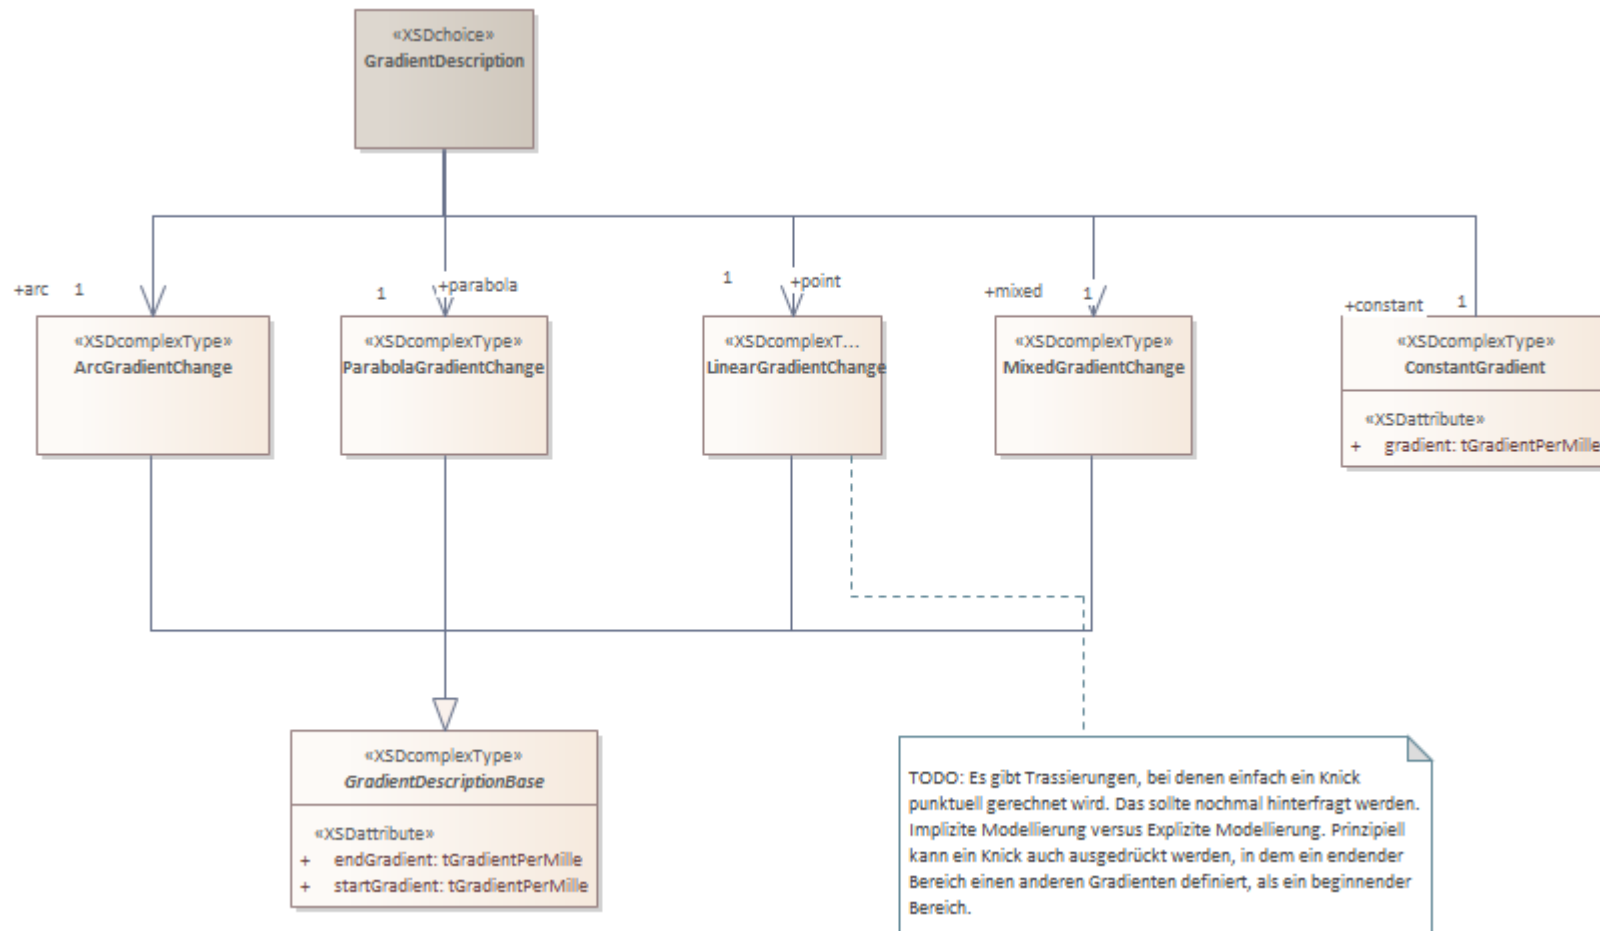 «XSDchoice»
GradientDescription
+arc 1
1 +parabola
1 +point
+mixed 1
+constant 1
«XSDcomplexType»
ArcGradientChange
«XSDcomplexType»
ParabolaGradientChange
«XSDcomplexT...
LinearGradientChange
«XSDcomplexType»
MixedGradientChange
«XSDcomplexType»
ConstantGradient
«XSDattribute»
+ gradient: tGradientPerMille
«XSDcomplexType»
GradientDescriptionBase
«XSDattribute»
+ endGradient: tGradientPerMille
+ startGradient: tGradientPerMille
TODO: Es gibt Trassierungen, bei denen einfach ein Knick
punktuell gerechnet wird. Das sollte nochmal hinterfragt werden.
Implizite Modellierung versus Explizite Modellierung. Prinzipiell
kann ein Knick auch ausgedrückt werden, in dem ein endender
Bereich einen anderen Gradienten definiert, als ein beginnender
Bereich.